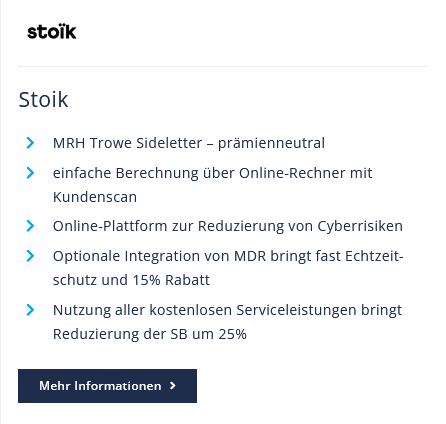 stoïk
Stoik
MRH Trowe Sideletter – prämienneutral
einfache Berechnung über Online-Rechner mit
Kundenscan
Online-Plattform zur Reduzierung von Cyberrisiken
Optionale Integration von MDR bringt fast Echtzeit-
schutz und 15% Rabatt
Nutzung aller kostenlosen Serviceleistungen bringt
Reduzierung der SB um 25%
Mehr Informationen